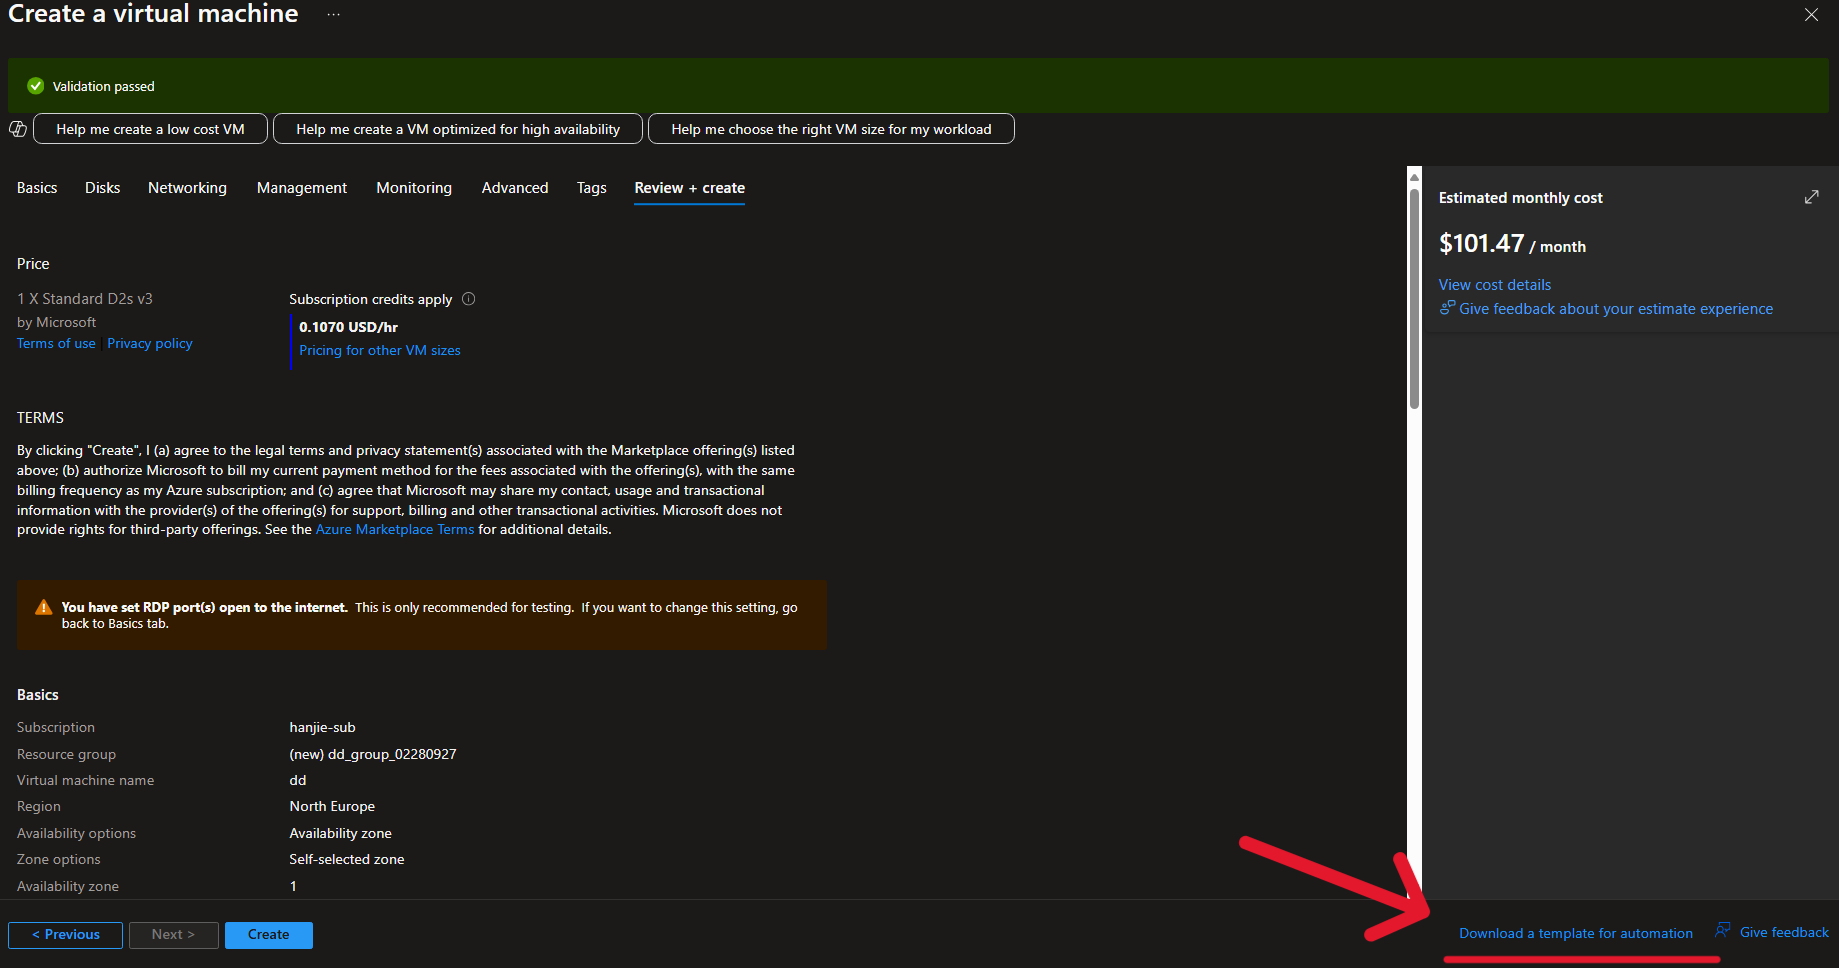 Create a virtual machine ...
Validation passed
Help me create a low cost VM
Help me create a VM optimized for high availability
Help me choose the right VM size for my workload
Basics Disks Networking Management Monitoring Advanced Tags Review + create
Price
1 X Standard D2s v3
by Microsoft
Terms of use | Privacy policy
Subscription credits apply
0.1070 USD/hr
Pricing for other VM sizes
TERMS
By clicking "Create", I (a) agree to the legal terms and privacy statement(s) associated with the Marketplace offering(s) listed
above; (b) authorize Microsoft to bill my current payment method for the fees associated with the offering(s), with the same
billing frequency as my Azure subscription; and (c) agree that Microsoft may share my contact, usage and transactional
information with the provider(s) of the offering(s) for support, billing and other transactional activities. Microsoft does not
provide rights for third-party offerings. See the Azure Marketplace Terms for additional details.
You have set RDP port(s) open to the internet. This is only recommended for testing. If you want to change this setting, go
back to Basics tab.
Basics
Subscription hanjie-sub
Resource group (new) dd_group_02280927
Virtual machine name dd
Region North Europe
Availability options Availability zone
Zone options Self-selected zone
Availability zone 1
Estimated monthly cost
$101.47 / month
View cost details
Give feedback about your estimate experience
< Previous
Next >
Create
Download a template for automation
Give feedback